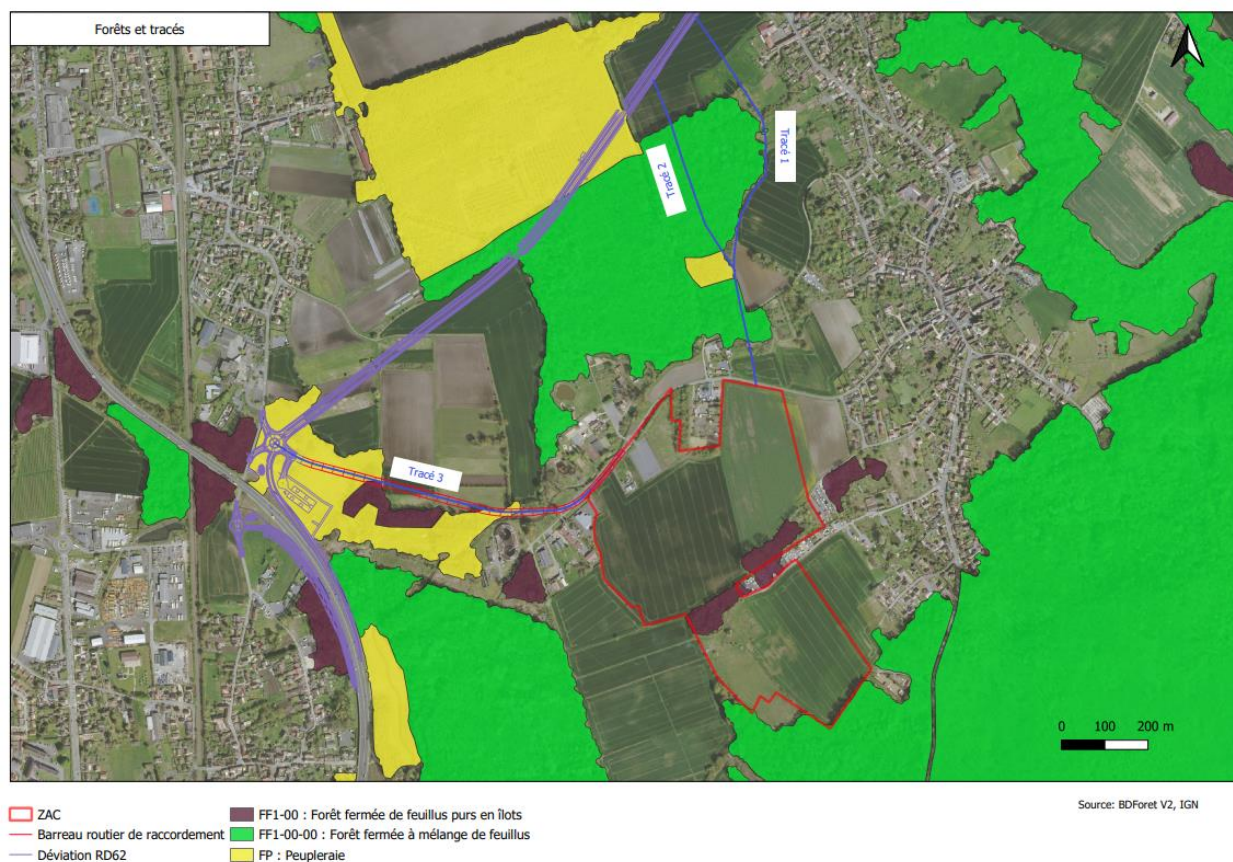 Forêts et tracés
Tracé 1
Tracé 2
Tracé 3
0 100 200 m
ZAC
Barreau routier de raccordement
Déviation RD62
FF1-00 : Forêt fermée de feuillus purs en îlots
FF1-00-00 : Forêt fermée à mélange de feuillus
FP : Peupleraie
Source: BDForet V2, IGN